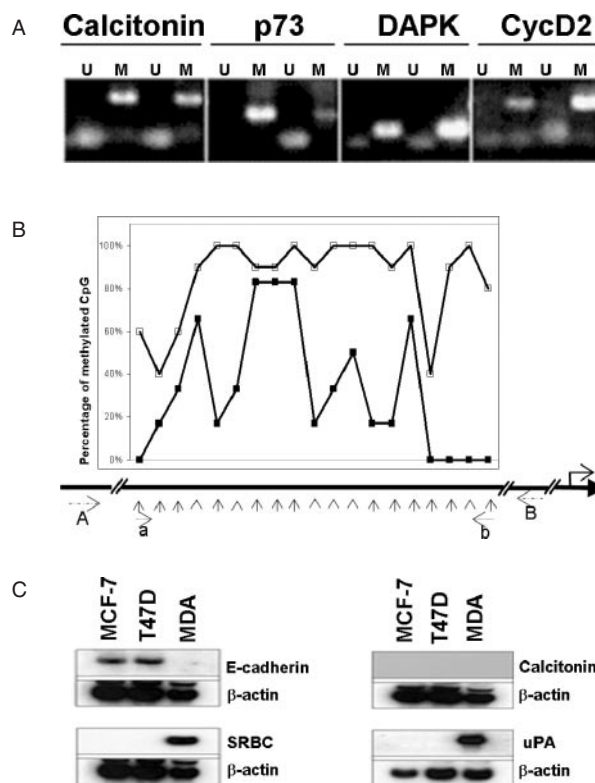 A
Calcitonin p73 DAPK CycD2
U M U M U M U M U M U M U M U M
B
Percentage of methylated CpG
100%
80%
60%
40%
20%
0%
A
a
b
B
C
MCF-7 T47D MDA
E-cadherin
β-actin
SRBC
β-actin
MCF-7 T47D MDA
Calcitonin
β-actin
uPA
β-actin